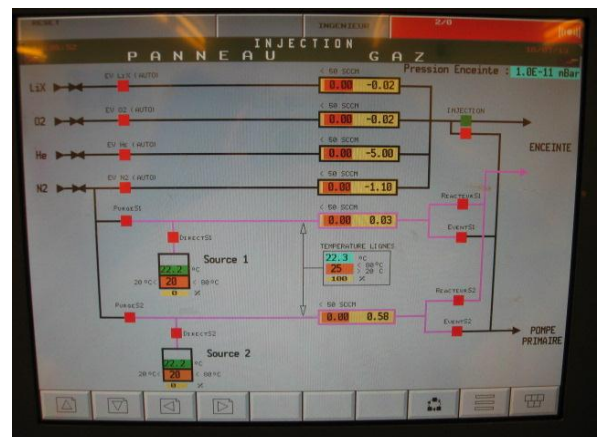 RESET INGENIEUR 2/0
INJECTION
PANNEAU GAZ
Pression Enceinte : 1.0E-11 mBar
LiX EV LiX (AUTO) < 50 SCCM 0.00 -0.02
INJECTION
O2 EV O2 (AUTO) < 50 SCCM 0.00 -0.02
ENCEINTE
He EV He (AUTO) < 50 SCCM 0.00 -5.00
N2 EV N2 (AUTO) < 50 SCCM 0.00 -1.10
REACTEURS1
PURGES1 < 50 SCCM 0.00 0.03
EVENTS1
DIRECTS1
TEMPERATURE LIGNES
Source 1
22.2 °C
20°C< 20 < 80°C
0 %
22.3 °C
25 < 80°C
> 20 C
100 %
REACTEURS2
PURGES2 < 50 SCCM 0.00 0.58
EVENTS2
DIRECTS2
POMPE
PRIMAIRE
Source 2
22.2 °C
20°C< 20 < 80°C
0 %